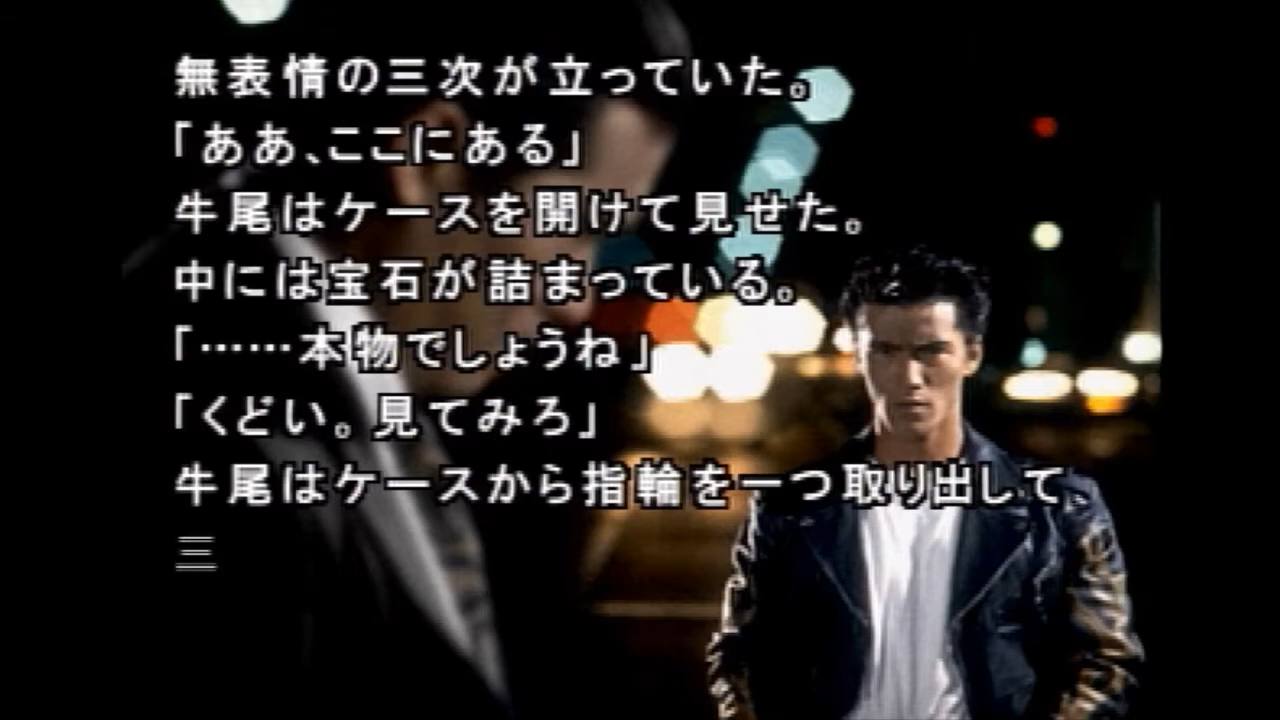 無表情の三次が立っていた。
「ああ、ここにある」
牛尾はケースを開けて見せた。
中には宝石が詰まっている。
「……本物でしょうね」
「くどい。見てみろ」
牛尾はケースから指輪を一つ取り出して
三